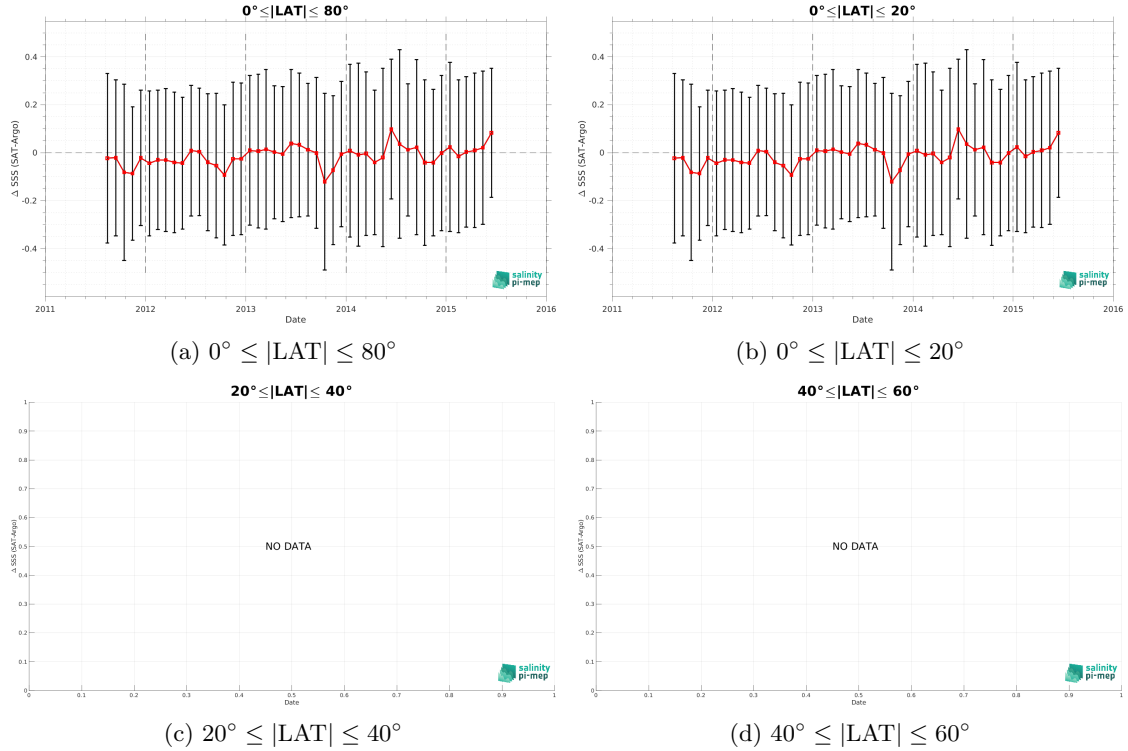 0°≤|LAT|≤ 80°
Δ SSS (SAT-Argo)
0.4
0.2
0
-0.2
-0.4
2011 2012 2013 2014 2015 2016
Date
salinity
pi-mep
(a) 0° ≤ |LAT| ≤ 80°
0°≤|LAT|≤ 20°
Δ SSS (SAT-Argo)
0.4
0.2
0
-0.2
-0.4
2011 2012 2013 2014 2015 2016
Date
salinity
pi-mep
(b) 0° ≤ |LAT| ≤ 20°
20°≤|LAT|≤ 40°
Δ SSS (SAT-Argo)
1
0.9
0.8
0.7
0.6
0.5
0.4
0.3
0.2
0.1
0
NO DATA
0 0.1 0.2 0.3 0.4 0.5 0.6 0.7 0.8 0.9 1
Date
salinity
pi-mep
(c) 20° ≤ |LAT| ≤ 40°
40°≤|LAT|≤ 60°
Δ SSS (SAT-Argo)
1
0.9
0.8
0.7
0.6
0.5
0.4
0.3
0.2
0.1
0
NO DATA
0 0.1 0.2 0.3 0.4 0.5 0.6 0.7 0.8 0.9 1
Date
salinity
pi-mep
(d) 40° ≤ |LAT| ≤ 60°